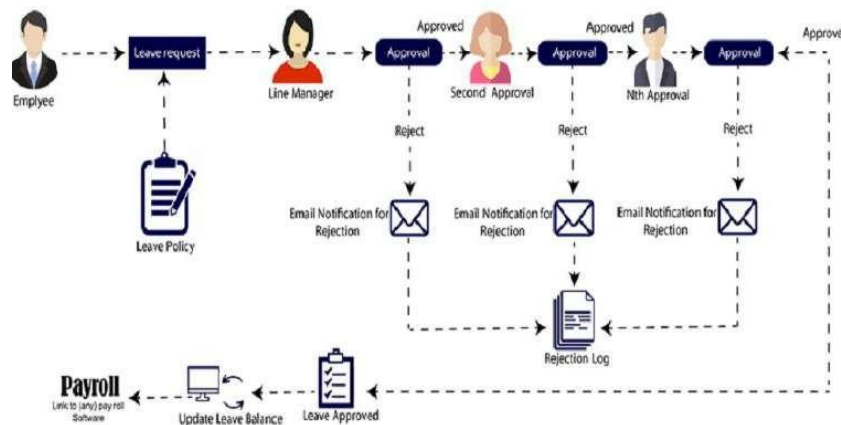 Approved
Approved
Approve
Leave request
Approval
Approval
Approval
Emplyee
Liine Manager
Second Approval
Nth Approval
Reject
Reject
Reject
Email Notification for
Rejection
Email Notification for
Rejection
Email Notification for
Rejection
Leave Policy
Rejection Log
Payroll
Link to (any) pay roll
Software
Update Leave Balance
Leave Approved